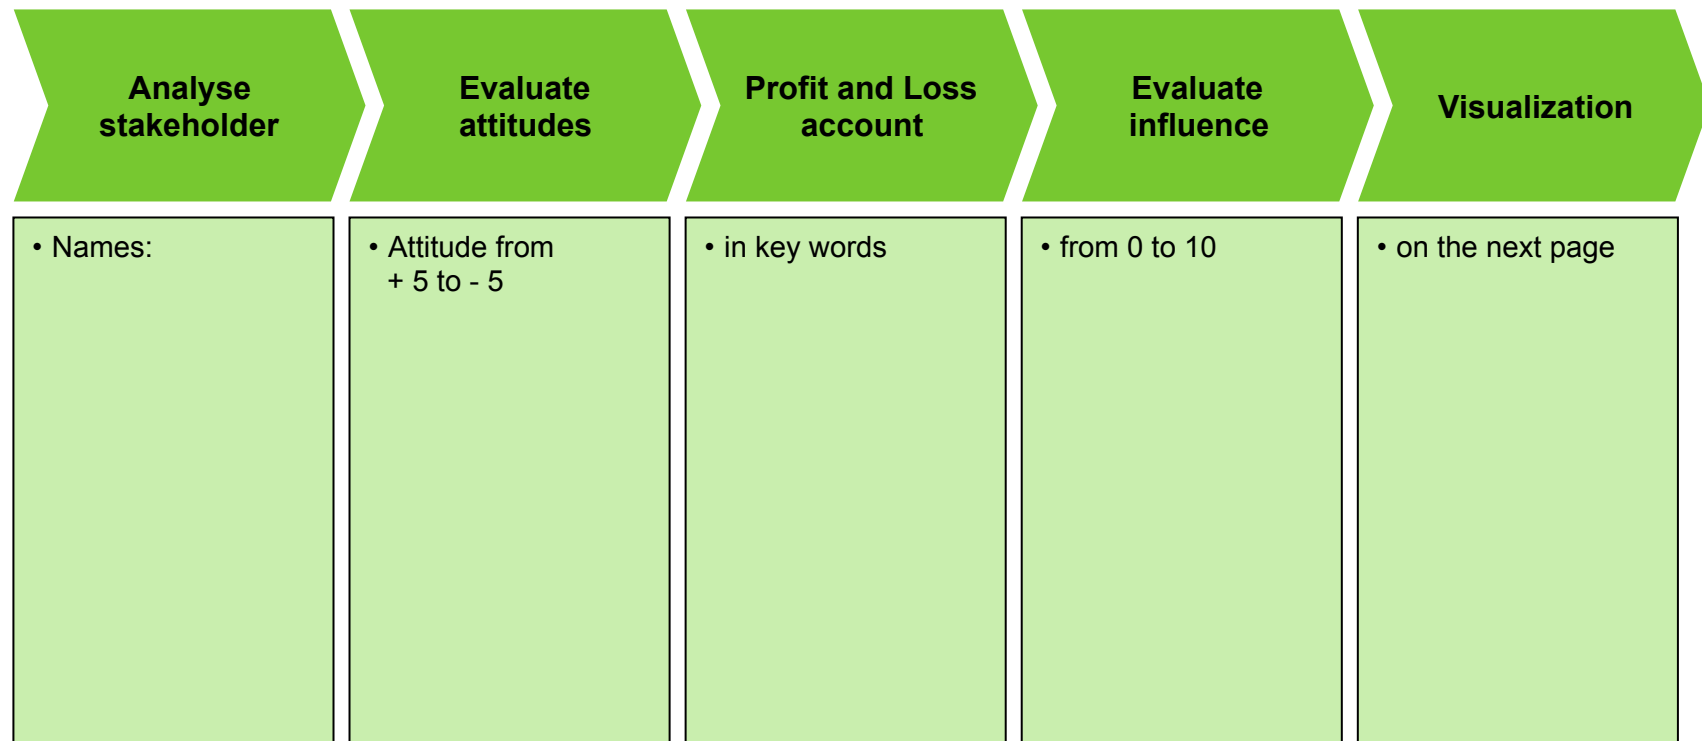 Analyse
stakeholder
Evaluate
attitudes
Profit and Loss
account
Evaluate
influence
Visualization
• Names:
• Attitude from
+ 5 to - 5
• in key words
• from 0 to 10
• on the next page